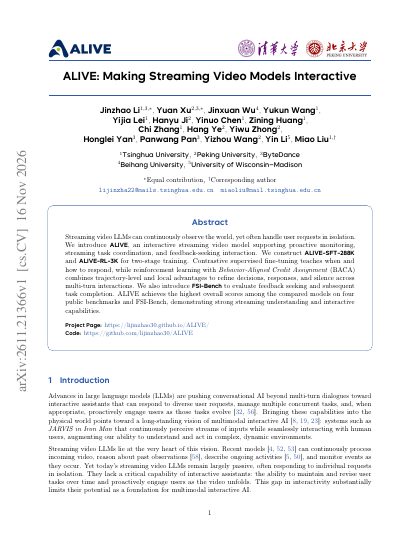 ALIVE
清华大学
北京大学
PEKING UNIVERSITY
ALIVE: Making Streaming Video Models Interactive
Jinzhao Li1,3,*, Yuan Xu2,3,*, Jinxuan Wu4, Yukun Wang1,
Yijia Lei1, Hanyu Ji2, Yinuo Chen1, Zining Huang1,
Chi Zhang1, Hang Ye2, Yiwu Zhong2,
Honglei Yan3, Panwang Pan3, Yizhou Wang2, Yin Li5, Miao Liu1,†
1Tsinghua University, 2Peking University, 3ByteDance
4Beihang University, 5University of Wisconsin–Madison
*Equal contribution, †Corresponding author
lijinzha22@mails.tsinghua.edu.cn miaoliu@mail.tsinghua.edu.cn
arXiv:2611.21366v1 [cs.CV] 16 Nov 2026
Abstract
Streaming video LLMs can continuously observe the world, yet often handle user requests in isolation.
We introduce ALIVE, an interactive streaming video model supporting proactive monitoring,
streaming task coordination, and feedback-seeking interaction. We construct ALIVE-SFT-288K
and ALIVE-RL-3K for two-stage training. Contrastive supervised fine-tuning teaches when and
how to respond, while reinforcement learning with Behavior-Aligned Credit Assignment (BACA)
combines trajectory-level and local advantages to refine decisions, responses, and silence across
multi-turn interactions. We also introduce FSI-Bench to evaluate feedback seeking and subsequent
task completion. ALIVE achieves the highest overall scores among the compared models on four
public benchmarks and FSI-Bench, demonstrating strong streaming understanding and interactive
capabilities.
Project Page: https://lijinzhao30.github.io/ALIVE/
Code: https://github.com/lijinzhao30/ALIVE
1 Introduction
Advances in large language models (LLMs) are pushing conversational AI beyond multi-turn dialogues toward
interactive assistants that can respond to diverse user requests, manage multiple concurrent tasks, and, when
appropriate, proactively engage users as those tasks evolve [32, 56]. Bringing these capabilities into the
physical world points toward a long-standing vision of multimodal interactive AI [8, 19, 23]: systems such as
JARVIS in Iron Man that continuously perceive streams of inputs while seamlessly interacting with human
users, augmenting our ability to understand and act in complex, dynamic environments.
Streaming video LLMs lie at the very heart of this vision. Recent models [4, 52, 53] can continuously process
incoming video, reason about past observations [58], describe ongoing activities [5, 50], and monitor events as
they occur. Yet today's streaming video LLMs remain largely passive, often responding to individual requests
in isolation. They lack a critical capability of interactive assistants: the ability to maintain and revise user
tasks over time and proactively engage users as the video unfolds. This gap in interactivity substantially
limits their potential as a foundation for multimodal interactive AI.
1